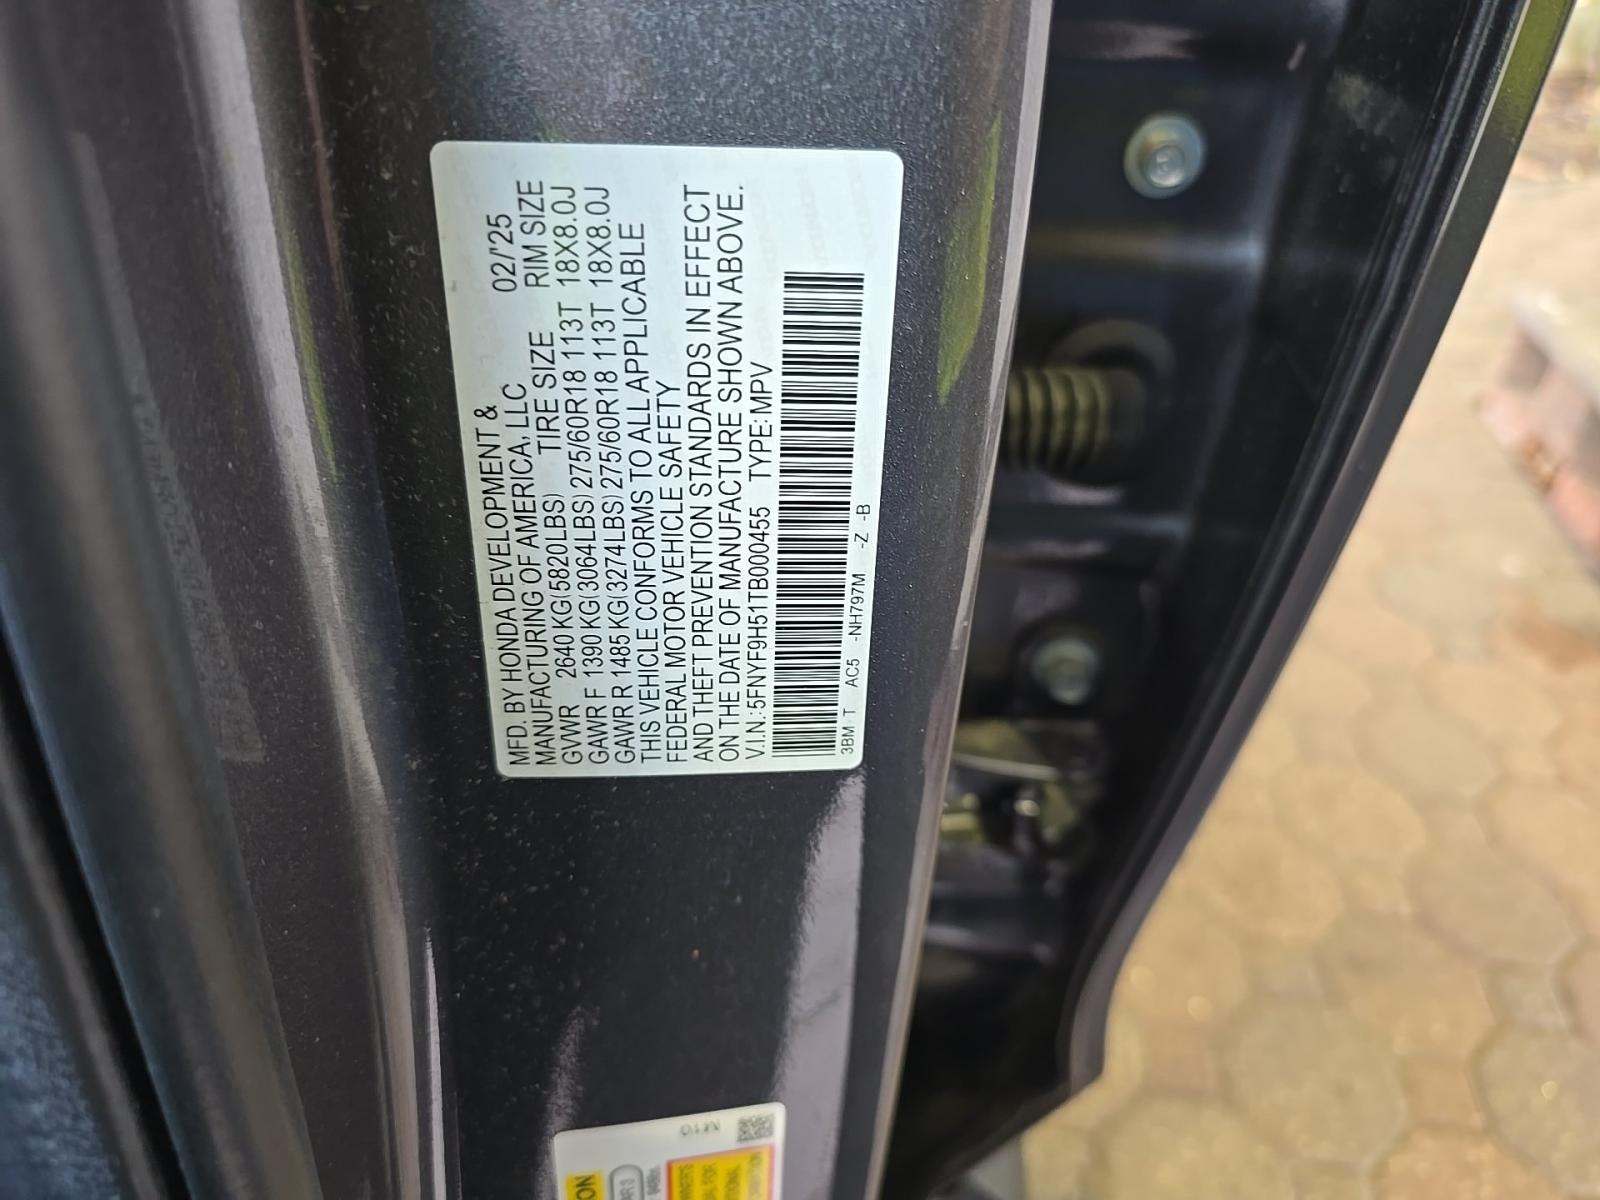 MFD. BY HONDA DEVELOPMENT & 02/'25
MANUFACTURING OF AMERICA, LLC
TIRE SIZE RIM SIZE
GVWR 2640 KG(5820LBS)
GAWR F 1390 KG(3064LBS) 275/60R18 113T 18X8.0J
GAWR R 1485 KG(3274LBS) 275/60R18 113T 18X8.0J
THIS VEHICLE CONFORMS TO ALL APPLICABLE
FEDERAL MOTOR VEHICLE SAFETY
AND THEFT PREVENTION STANDARDS IN EFFECT
ON THE DATE OF MANUFACTURE SHOWN ABOVE.
V.I.N.:5FNYF9H51TB000455 TYPE:MPV
3BM T AC5 -NH797M -Z -B